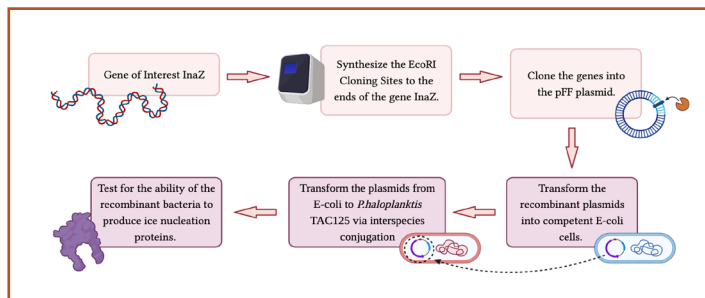 Gene of Interest InaZ
Synthesize the EcoRI
Cloning Sites to the
ends of the gene InaZ.
Clone the genes into
the pFF plasmid.
Transform the
recombinant plasmids
into competent E-coli
cells.
Transform the plasmids from
E-coli to P.haloplanktis
TAC125 via interspecies
conjugation
Test for the ability of the
recombinant bacteria to
produce ice nucleation
proteins.